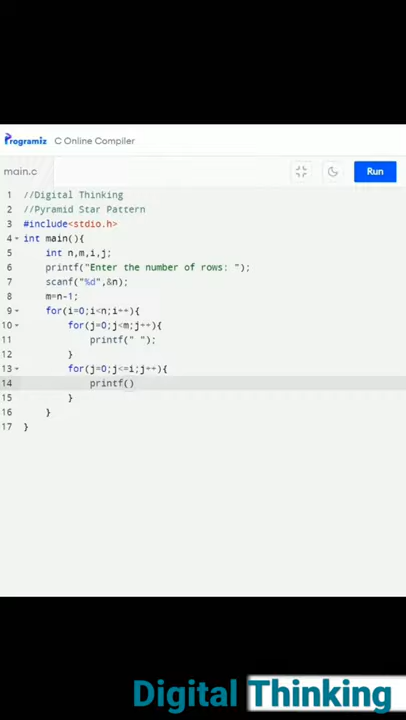 Programiz C Online Compiler
main.c
Run
1 //Digital Thinking
2 //Pyramid Star Pattern
3 #include<stdio.h>
4 int main(){
5 int n,m,i,j;
6 printf("Enter the number of rows: ");
7 scanf("%d",&n);
8 m=n-1;
9 for(i=0;i<n;i++){
10 for(j=0;j<m;j++){
11 printf(" ");
12 }
13 for(j=0;j<=i;j++){
14 printf()
15 }
16 }
17 }
Digital Thinking